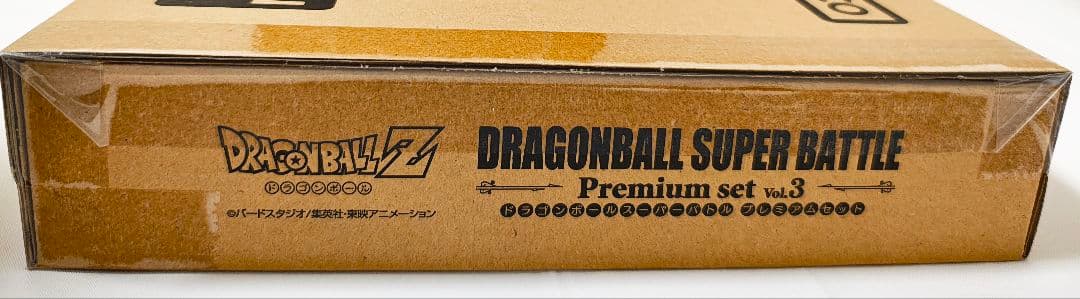 DRAGONBALL Z
ドラゴンボール
©バードスタジオ/集英社・東映アニメーション
DRAGONBALL SUPER BATTLE
Premium set Vol.3
ドラゴンボールスーパーバトル プレミアムセット